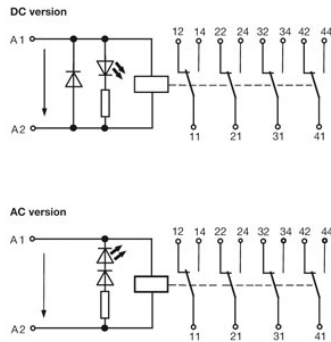 DC version
A1 12 14 22 24 32 34 42 44
A2
11 21 31 41
AC version
12 14 22 24 32 34 42 44
A1
A2
11 21 31 41